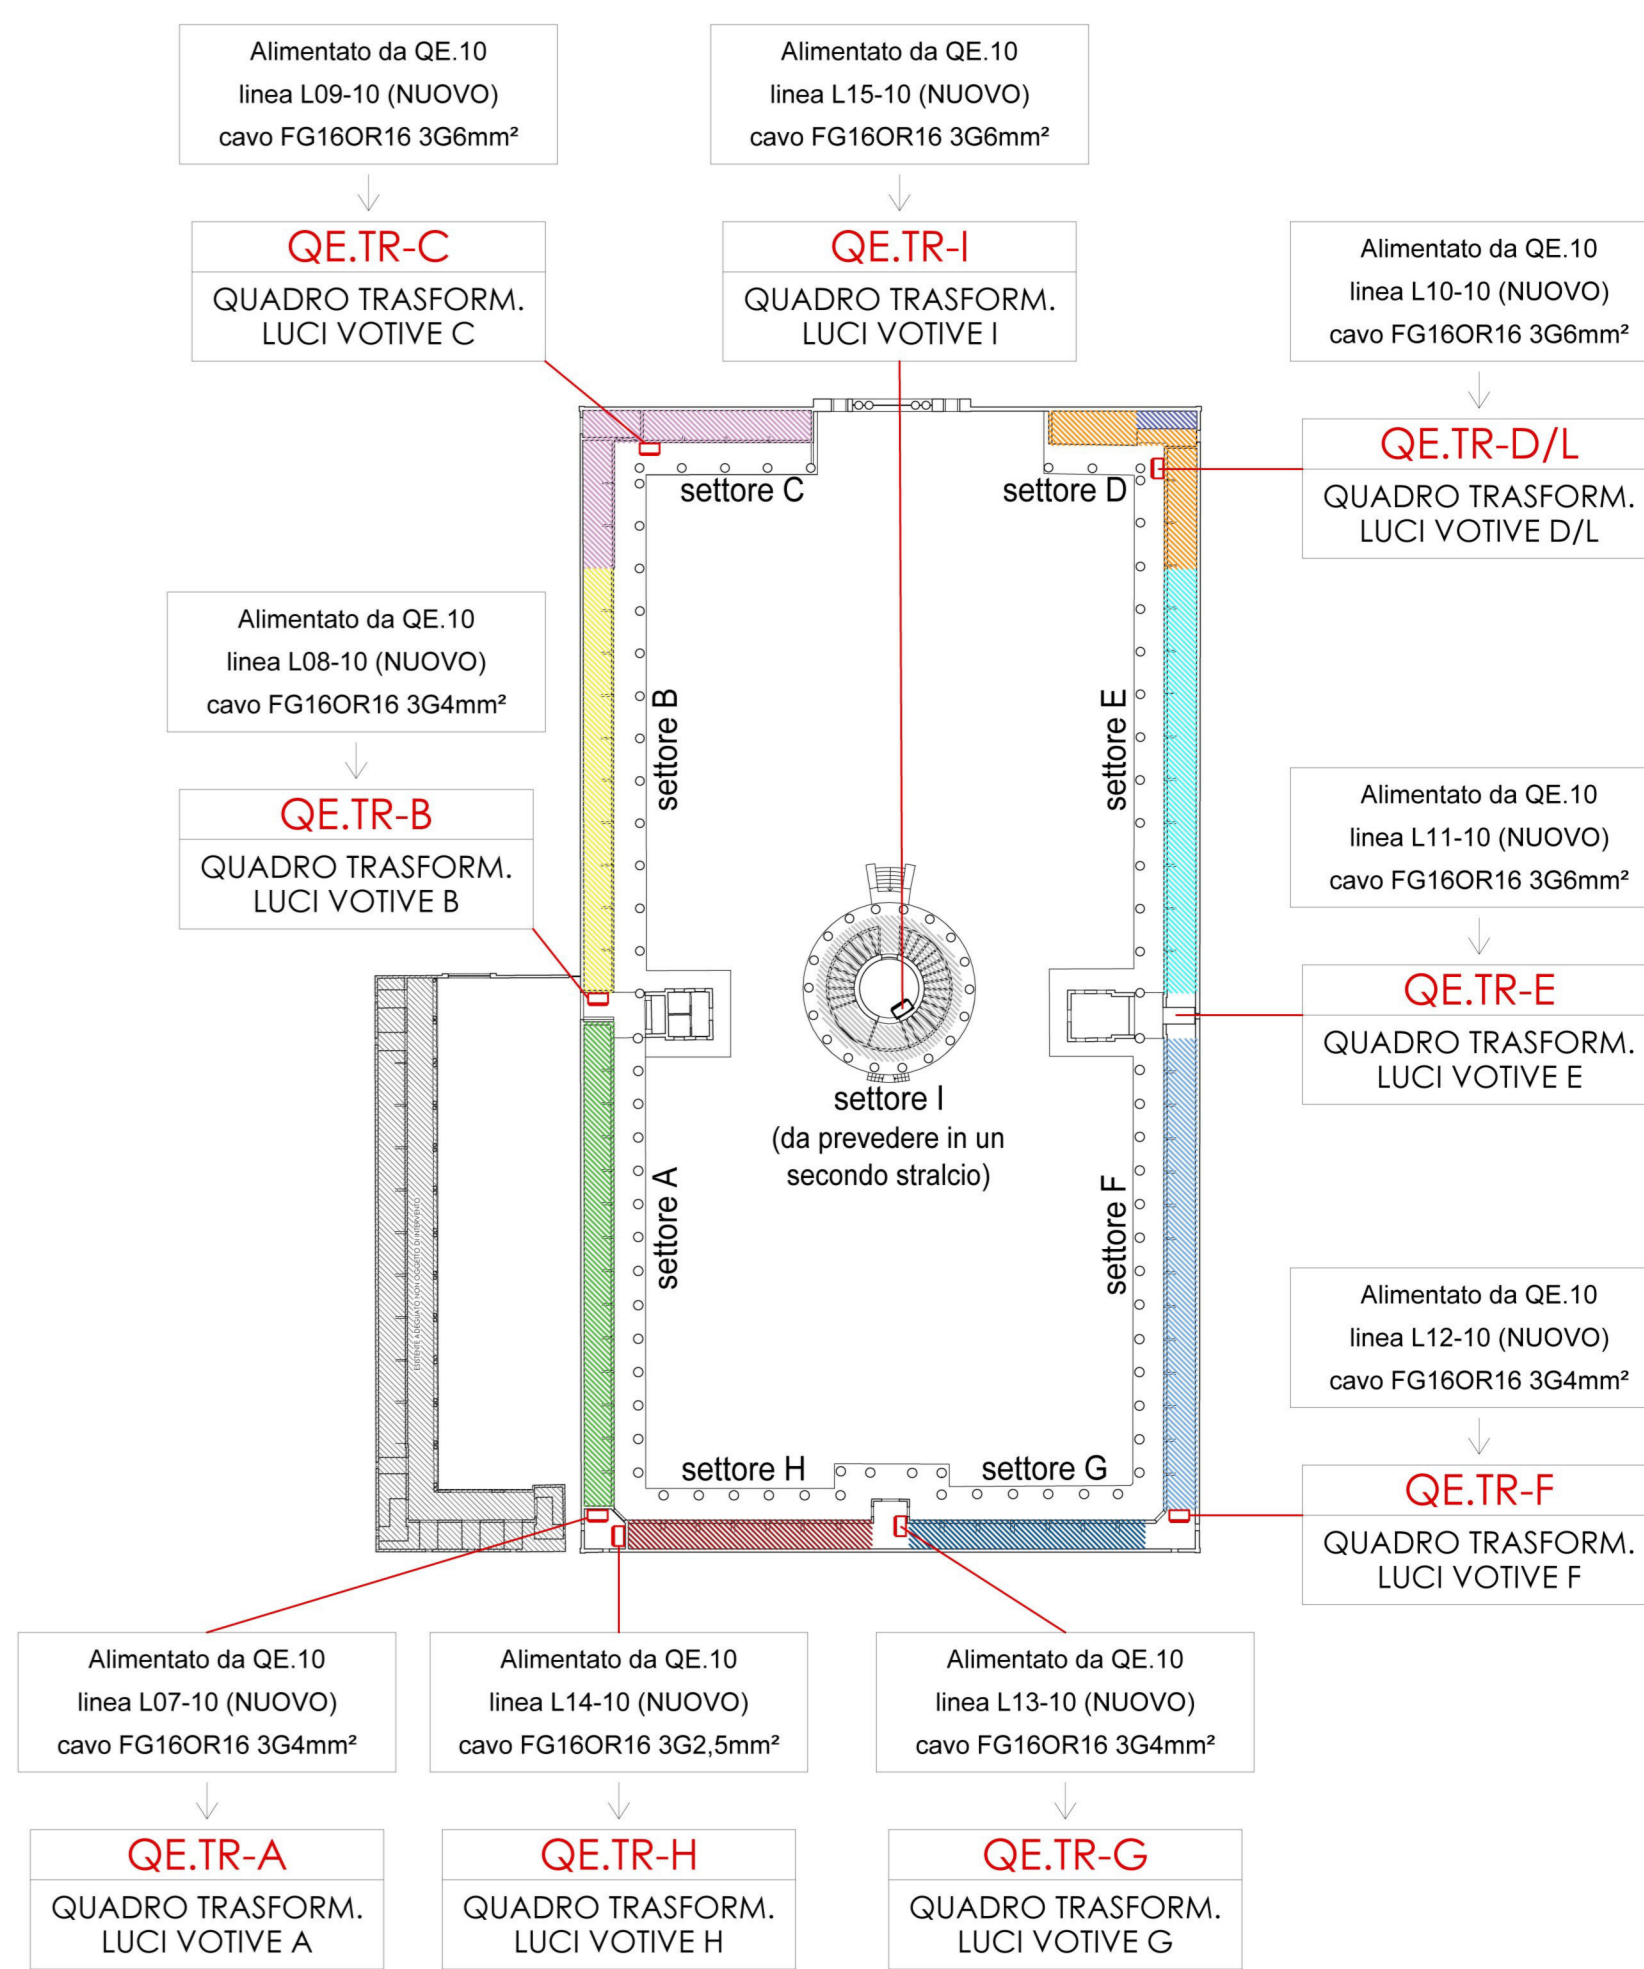 Alimentato da QE.10
linea L09-10 (NUOVO)
cavo FG16OR16 3G6mm²
QE.TR-C
QUADRO TRASFORM.
LUCI VOTIVE C
Alimentato da QE.10
linea L15-10 (NUOVO)
cavo FG16OR16 3G6mm²
QE.TR-I
QUADRO TRASFORM.
LUCI VOTIVE I
Alimentato da QE.10
linea L10-10 (NUOVO)
cavo FG16OR16 3G6mm²
QE.TR-D/L
QUADRO TRASFORM.
LUCI VOTIVE D/L
settore C
settore D
Alimentato da QE.10
linea L08-10 (NUOVO)
cavo FG16OR16 3G4mm²
QE.TR-B
QUADRO TRASFORM.
LUCI VOTIVE B
settore B
settore E
Alimentato da QE.10
linea L11-10 (NUOVO)
cavo FG16OR16 3G6mm²
QE.TR-E
QUADRO TRASFORM.
LUCI VOTIVE E
settore I
(da prevedere in un
secondo stralcio)
settore A
settore F
ESISTENTE ADEGUATO NON OGGETTO DI INTERVENTO
Alimentato da QE.10
linea L12-10 (NUOVO)
cavo FG16OR16 3G4mm²
QE.TR-F
QUADRO TRASFORM.
LUCI VOTIVE F
settore H
settore G
Alimentato da QE.10
linea L07-10 (NUOVO)
cavo FG16OR16 3G4mm²
QE.TR-A
QUADRO TRASFORM.
LUCI VOTIVE A
Alimentato da QE.10
linea L14-10 (NUOVO)
cavo FG16OR16 3G2,5mm²
QE.TR-H
QUADRO TRASFORM.
LUCI VOTIVE H
Alimentato da QE.10
linea L13-10 (NUOVO)
cavo FG16OR16 3G4mm²
QE.TR-G
QUADRO TRASFORM.
LUCI VOTIVE G